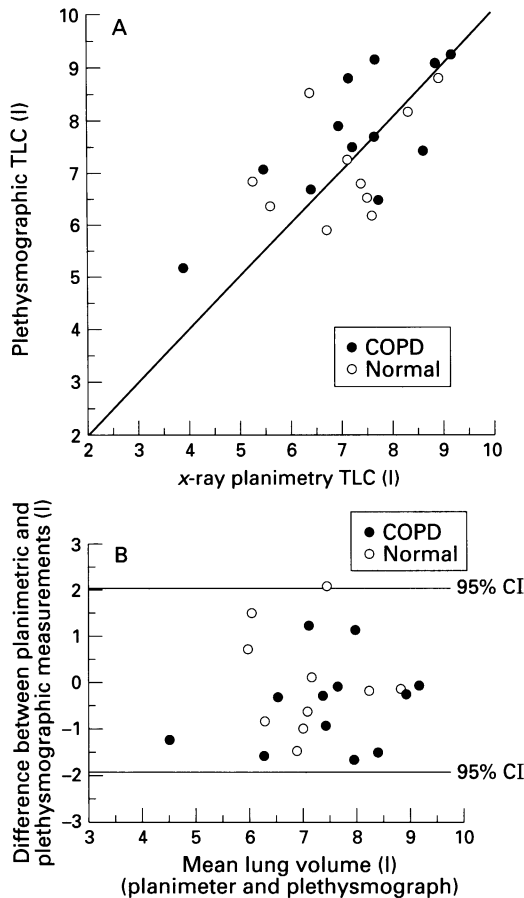 A
10
9
8
7
6
5
4
3
2
Plethysmographic TLC (l)
COPD
Normal
2 3 4 5 6 7 8 9 10
x-ray planimetry TLC (l)
COPD
Normal
B
3
2
1
0
−1
−2
−3
Difference between planimetric and
plethysmographic measurements (l)
95% CI
95% CI
3 4 5 6 7 8 9 10
Mean lung volume (l)
(planimeter and plethysmograph)